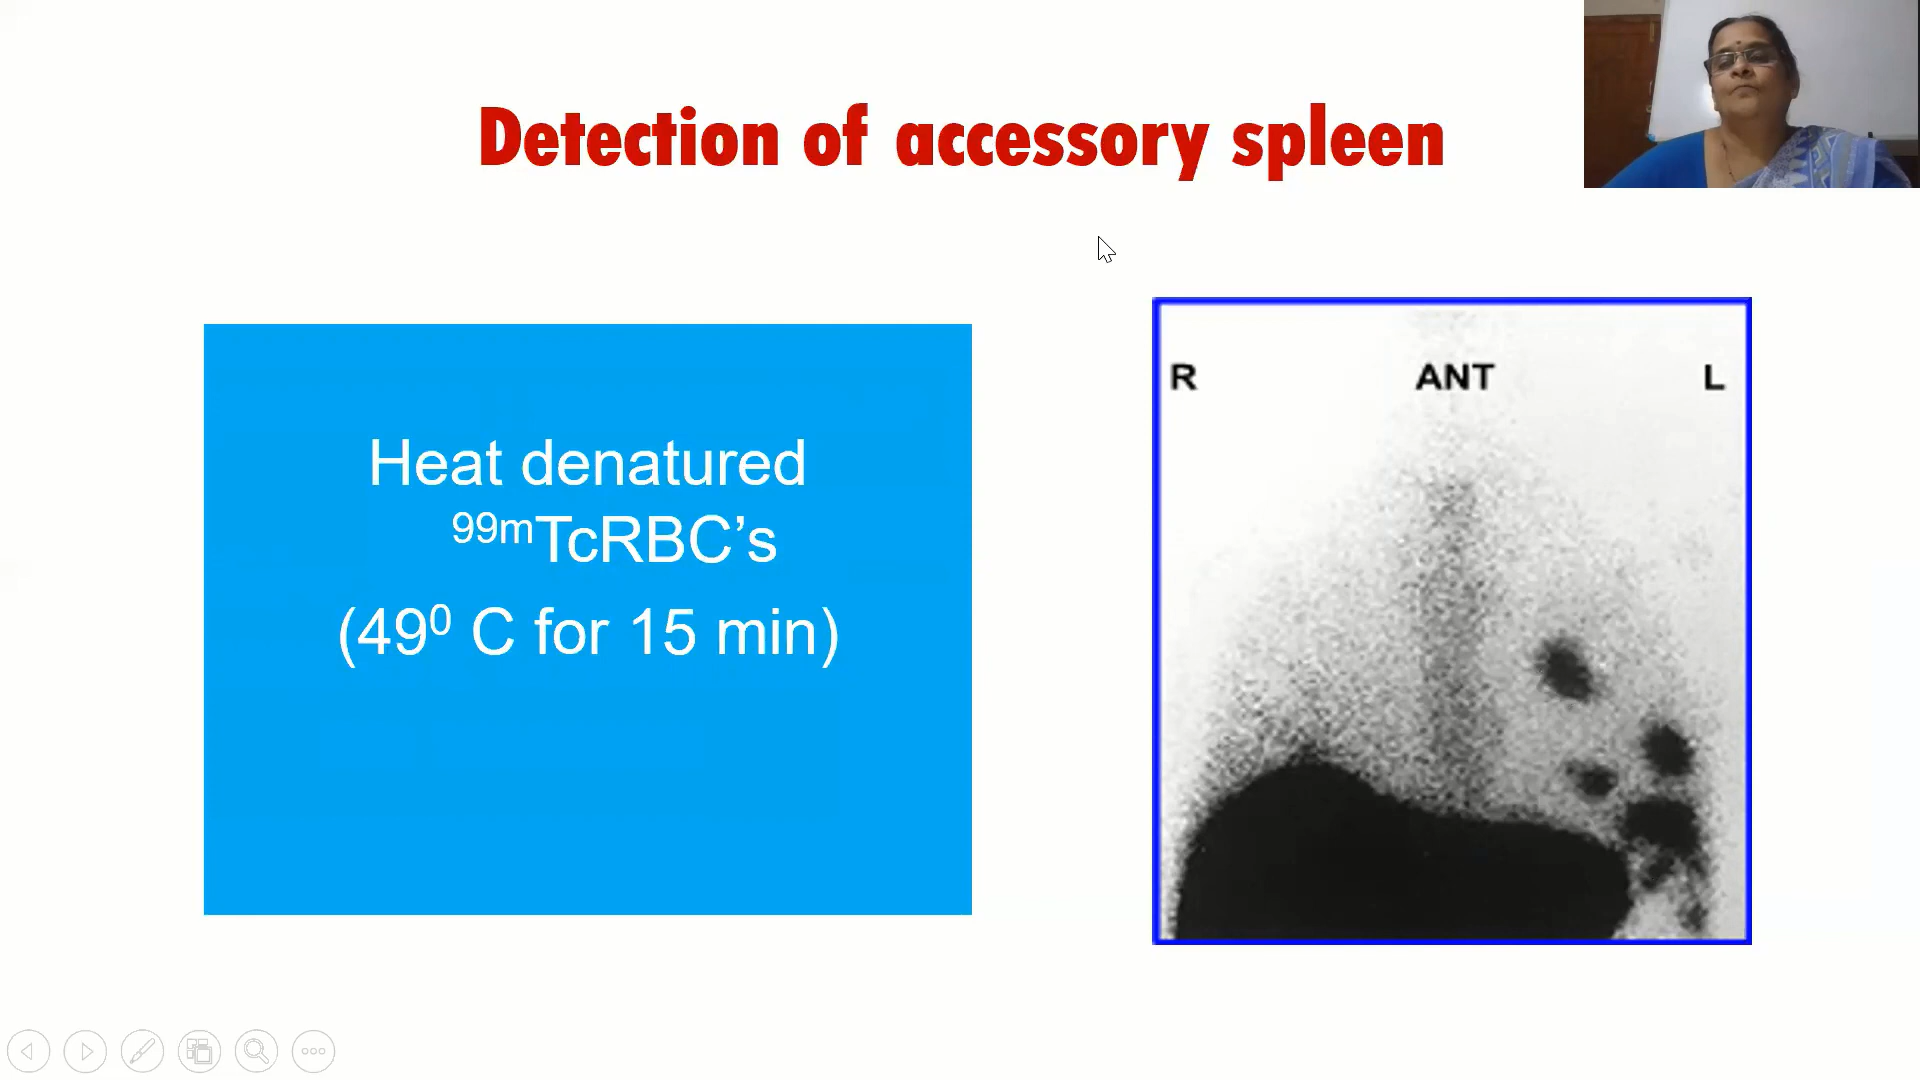 Detection of accessory spleen
Heat denatured
⁹⁹ᵐTcRBC’s
(49⁰ C for 15 min)
R ANT L